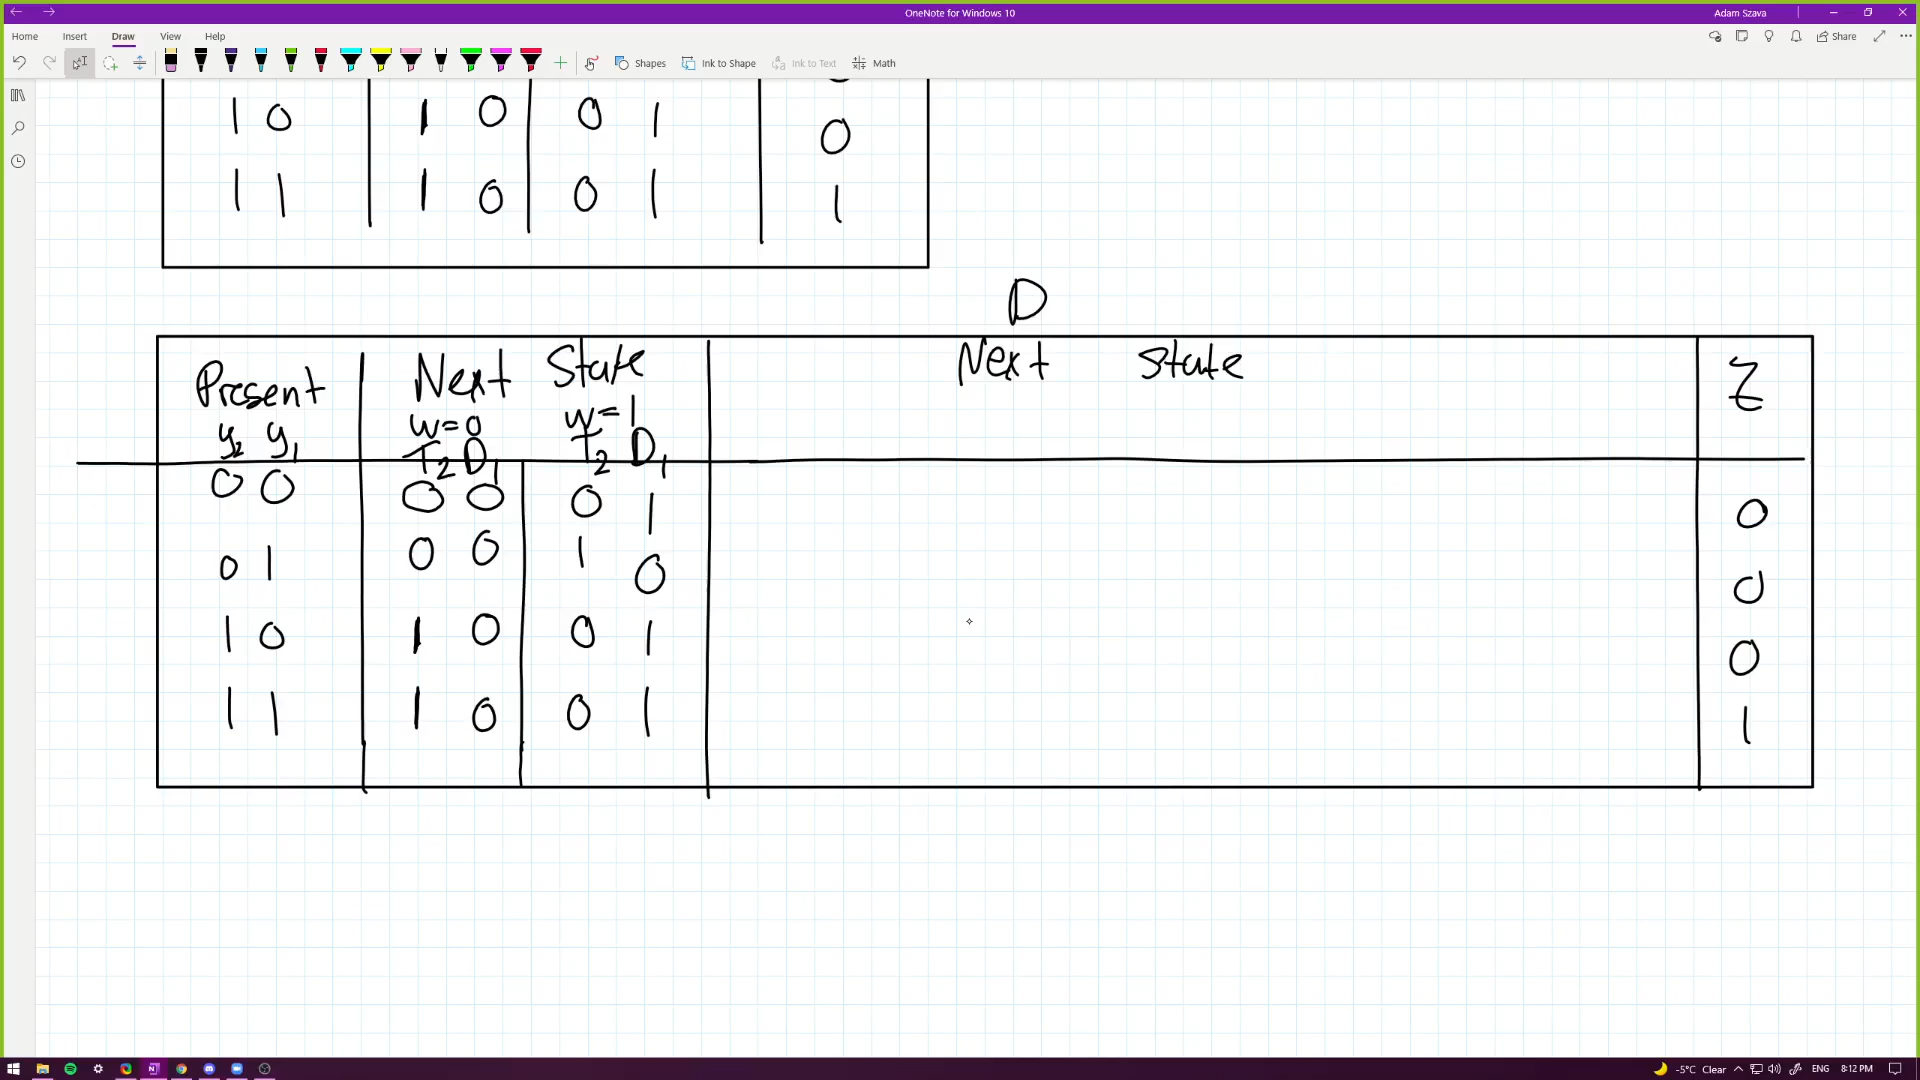 OneNote for Windows 10
Adam Szava
Home Insert Draw View Help
Share
Shapes Ink to Shape Ink to Text Math
1 0 1 0 0 1 0
1 1 1 0 0 1 1
D
Present Next State Next State Z
w=0 w=1
y2 y1 T2 D1 T2 D1
0 0 0 0 0 1 0
0 1 0 0 1 0 0
1 0 1 0 0 1 0
1 1 1 0 0 1 1
-5°C Clear ENG 8:12 PM